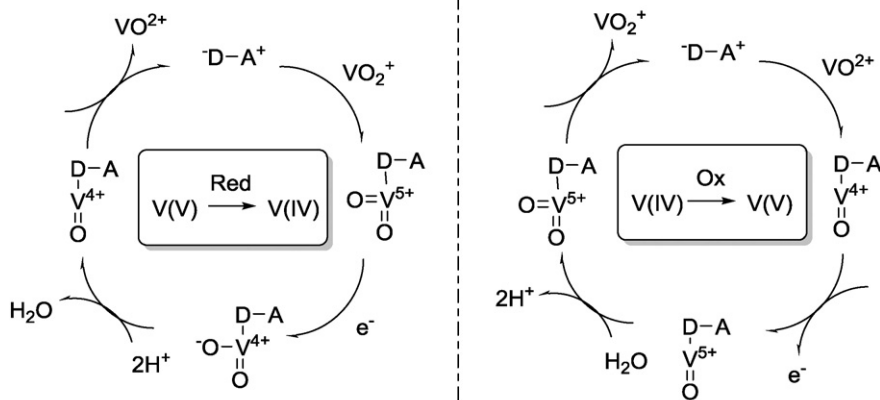 VO²⁺
⁻D–A⁺
VO₂⁺
D–A
V⁴⁺
O
Red
V(V) → V(IV)
D–A
O=V⁵⁺
O
H₂O
2H⁺
D–A
⁻O–V⁴⁺
O
e⁻
VO₂⁺
⁻D–A⁺
VO²⁺
D–A
O=V⁵⁺
O
Ox
V(IV) → V(V)
D–A
V⁴⁺
O
2H⁺
H₂O
D–A
V⁵⁺
O
e⁻